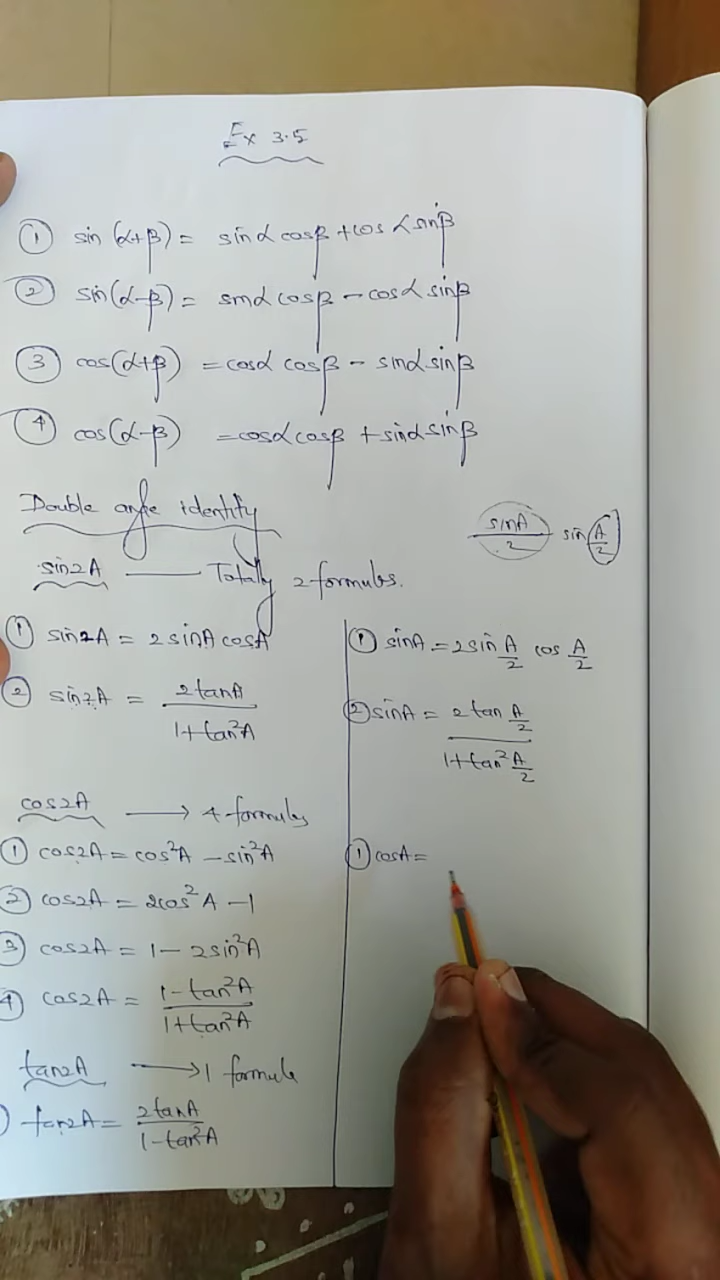 Ex 3.5
① sin (α+β) = sinα cosβ + cos α sinβ
② sin(α-β) = sinα cosβ - cosα sinβ
③ cos(α+β) = cosα cosβ - sinα sinβ
④ cos(α-β) = cosα cosβ + sinα sinβ
Double angle identity
sinA/2 sin(A/2)
sin2A — Totally 2 formulas.
① sin2A = 2 sinA cosA
② sin2A = 2tanA/1+tan²A
① sinA = 2sin A/2 cos A/2
② sinA = 2 tan A/2/1+tan² A/2
cos2A → 4 formulas
① cos2A = cos²A - sin²A
② cos2A = 2cos²A - 1
③ cos2A = 1 - 2sin²A
④ cos2A = 1-tan²A/1+tan²A
① cosA =
tan2A → 1 formula
) tan2A = 2tanA/1-tan²A